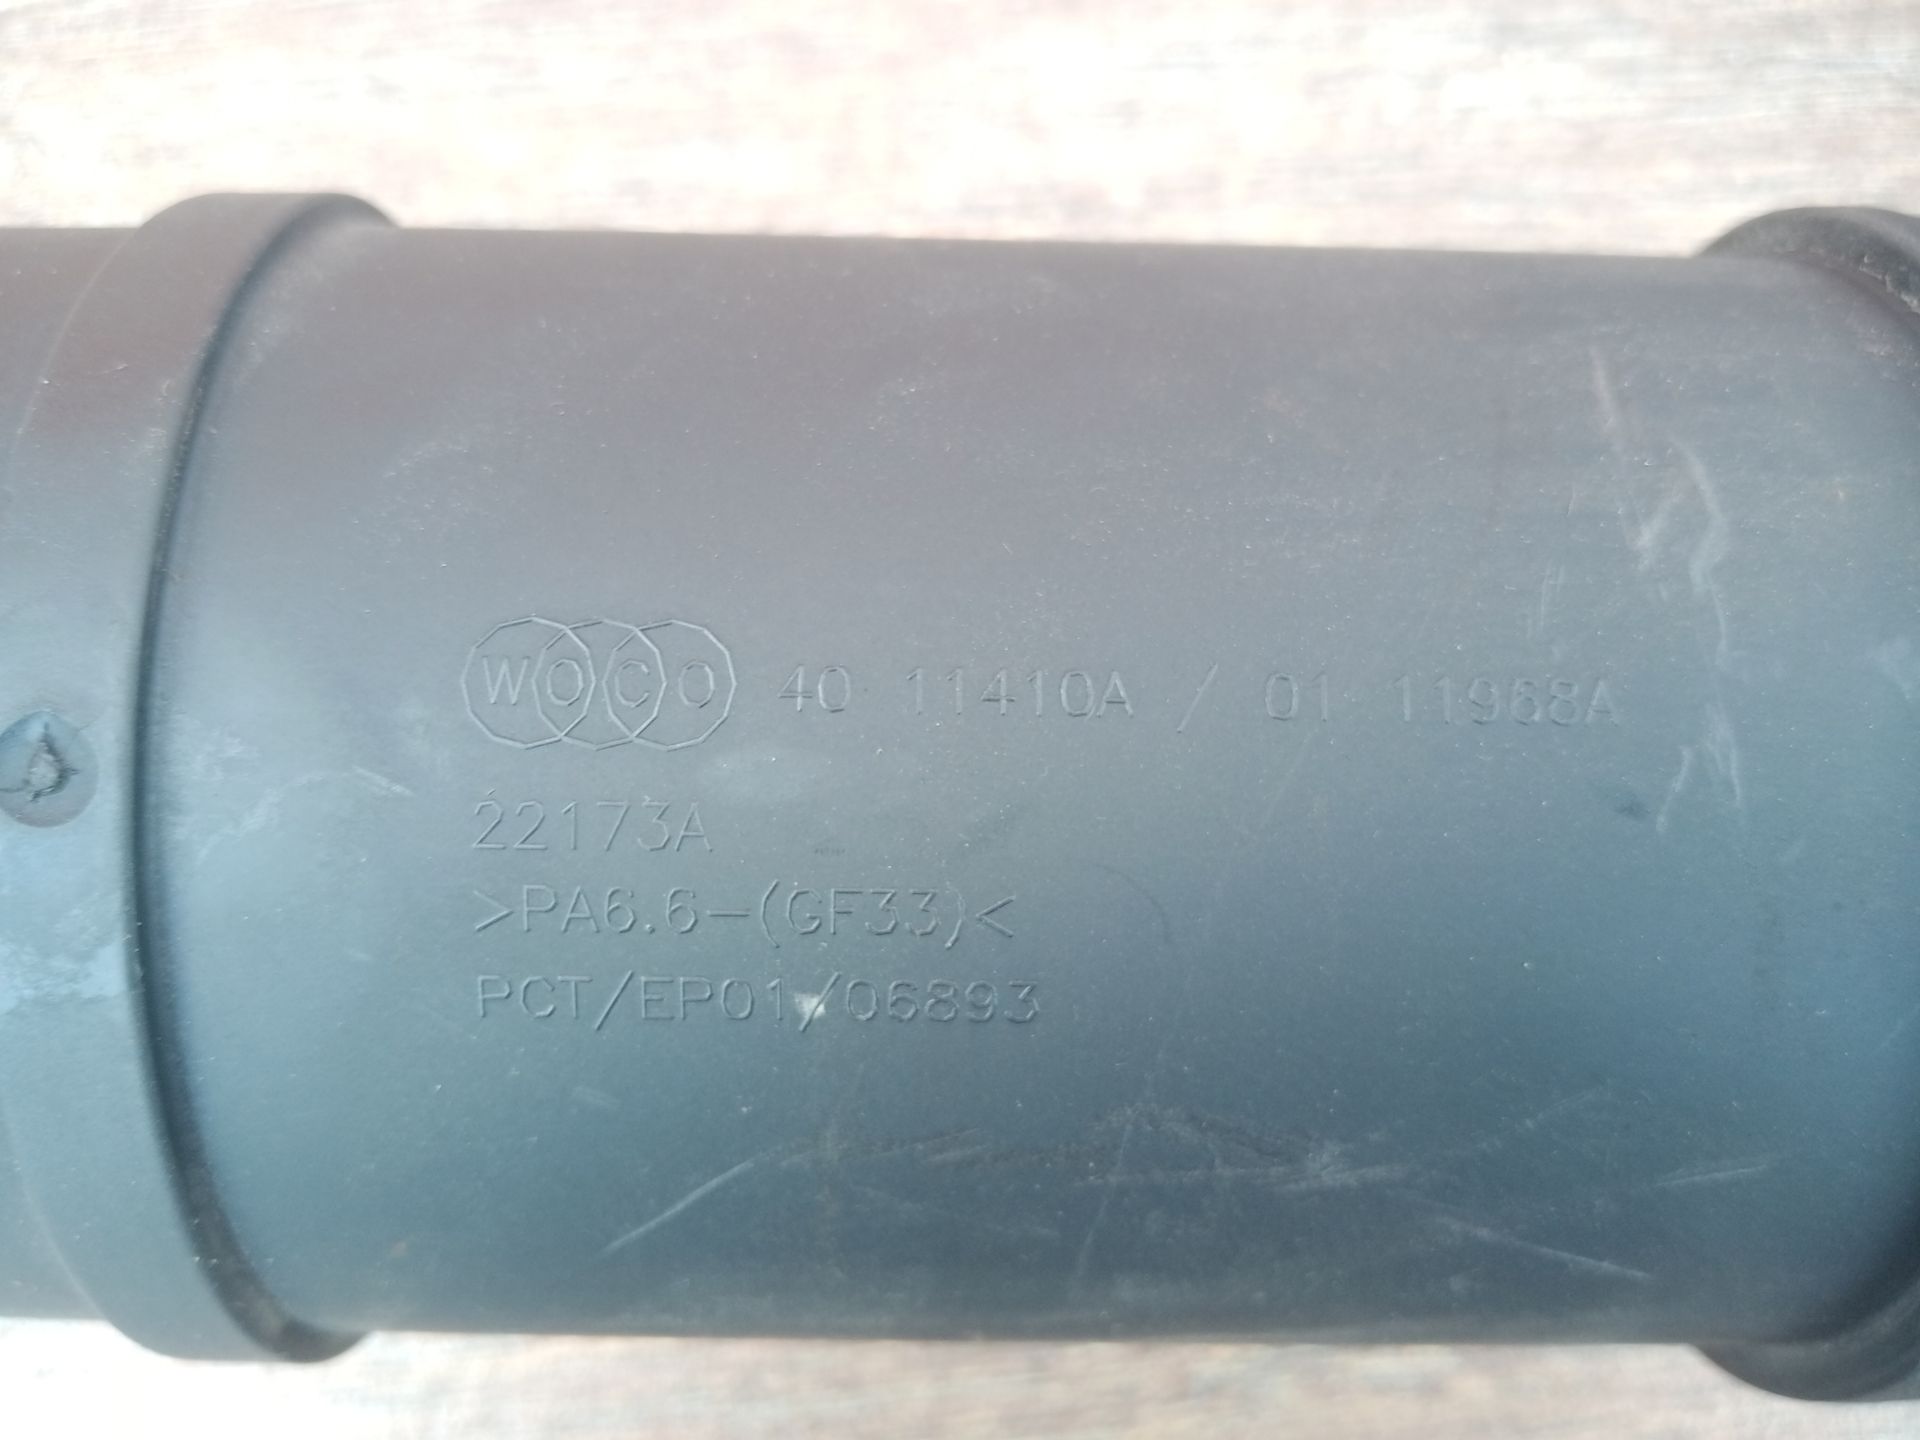 WOCO 40 11410A / 01 11968A
22173A
>PA6.6-(GF33)<
PCT/EP01/06893